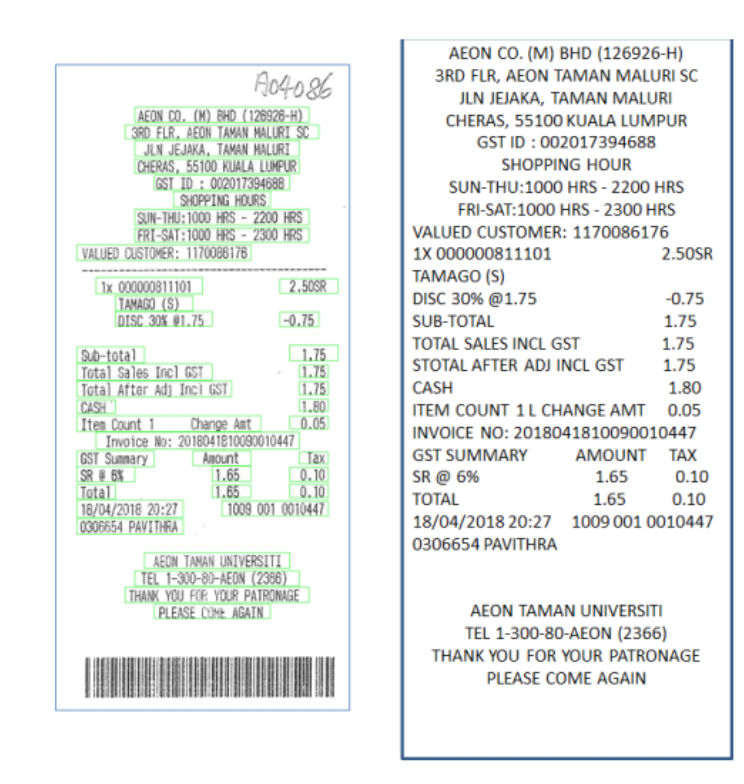 A04086
AEON CO. (M) BHD (126926-H)
3RD FLR, AEON TAMAN MALURI SC
JLN JEJAKA, TAMAN MALURI
CHERAS, 55100 KUALA LUMPUR
GST ID : 002017394688
SHOPPING HOURS
SUN-THU:1000 HRS - 2200 HRS
FRI-SAT:1000 HRS - 2300 HRS
VALUED CUSTOMER: 1170086176
1x 000000811101 2.50SR
TAMAGO (S)
DISC 30% @1.75 -0.75
Sub-total 1.75
Total Sales Incl GST 1.75
Total After Adj Incl GST 1.75
CASH 1.80
Item Count 1 Change Amt 0.05
Invoice No: 2018041810090010447
GST Summary Amount Tax
SR @ 6% 1.65 0.10
Total 1.65 0.10
18/04/2018 20:27 1009 001 0010447
0306654 PAVITHRA
AEON TAMAN UNIVERSITI
TEL 1-300-80-AEON (2366)
THANK YOU FOR YOUR PATRONAGE
PLEASE COME AGAIN
AEON CO. (M) BHD (126926-H)
3RD FLR, AEON TAMAN MALURI SC
JLN JEJAKA, TAMAN MALURI
CHERAS, 55100 KUALA LUMPUR
GST ID : 002017394688
SHOPPING HOUR
SUN-THU:1000 HRS - 2200 HRS
FRI-SAT:1000 HRS - 2300 HRS
VALUED CUSTOMER: 1170086176
1X 000000811101 2.50SR
TAMAGO (S)
DISC 30% @1.75 -0.75
SUB-TOTAL 1.75
TOTAL SALES INCL GST 1.75
STOTAL AFTER ADJ INCL GST 1.75
CASH 1.80
ITEM COUNT 1 L CHANGE AMT 0.05
INVOICE NO: 2018041810090010447
GST SUMMARY AMOUNT TAX
SR @ 6% 1.65 0.10
TOTAL 1.65 0.10
18/04/2018 20:27 1009 001 0010447
0306654 PAVITHRA
AEON TAMAN UNIVERSITI
TEL 1-300-80-AEON (2366)
THANK YOU FOR YOUR PATRONAGE
PLEASE COME AGAIN